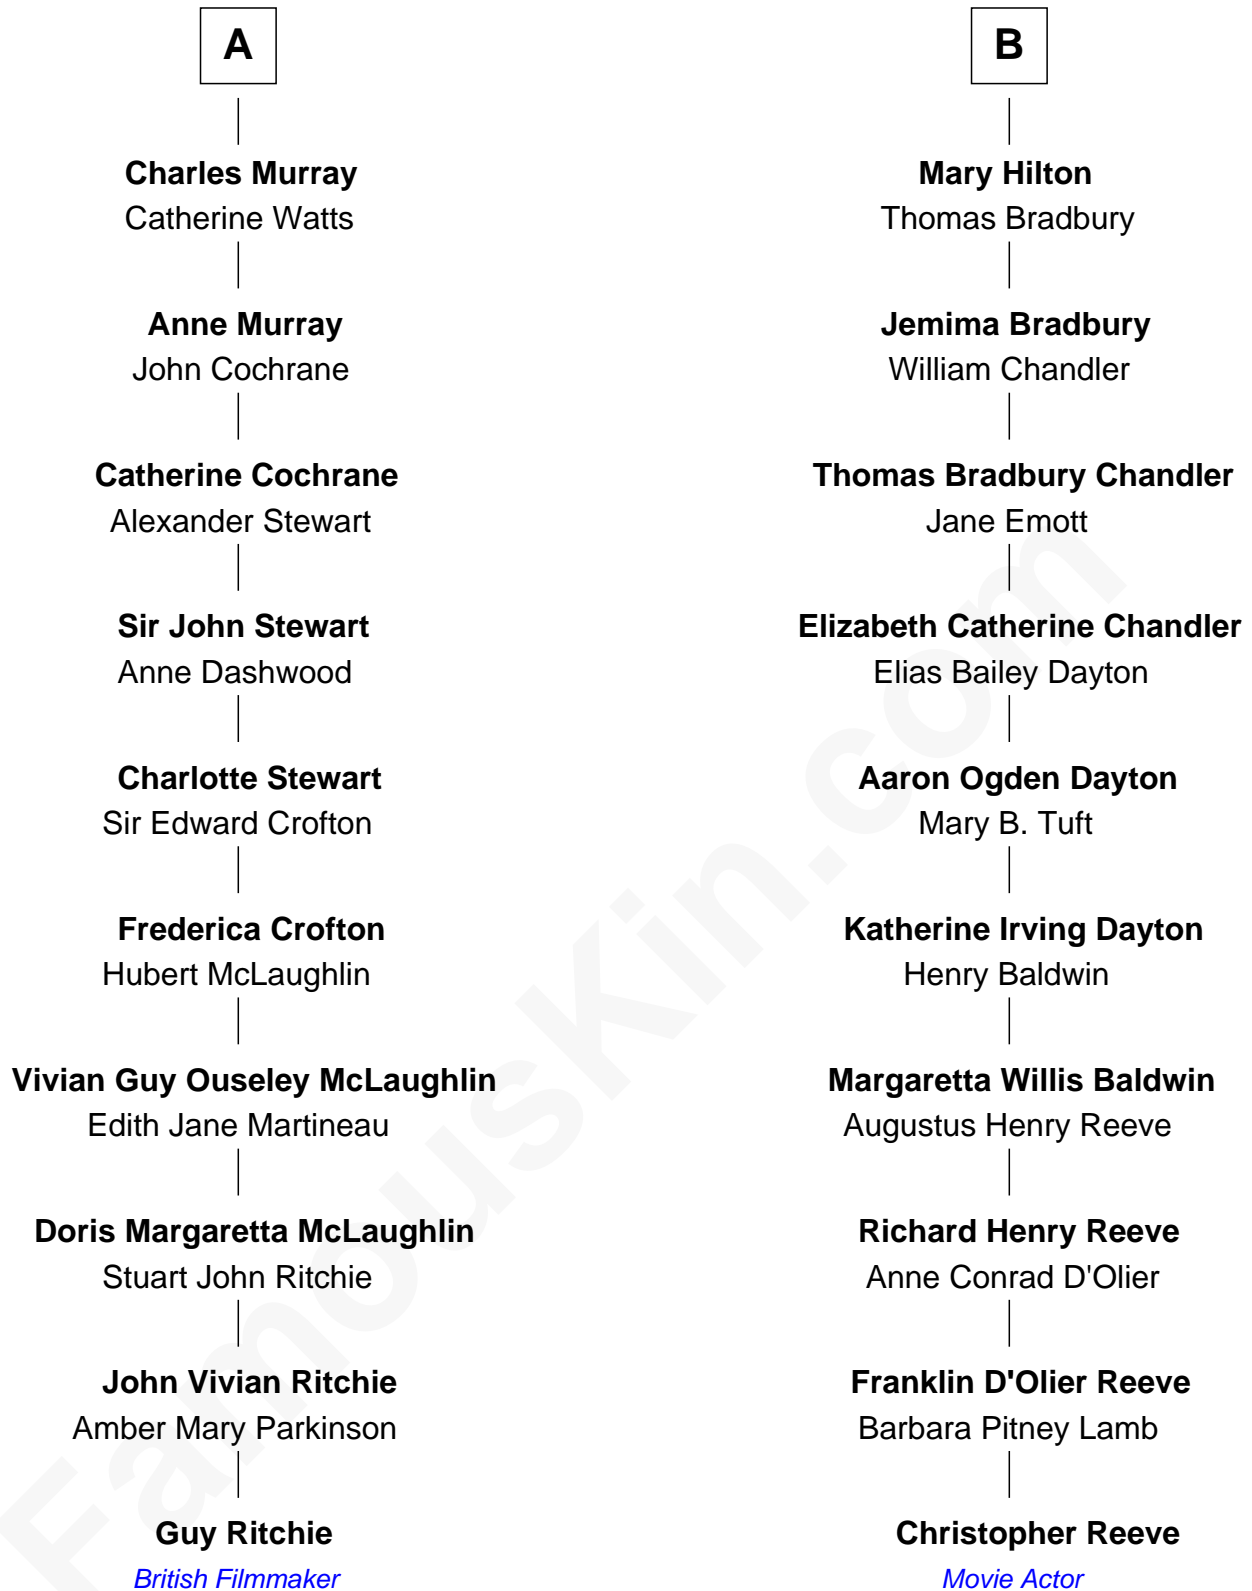 A
Charles Murray
Catherine Watts
Anne Murray
John Cochrane
Catherine Cochrane
Alexander Stewart
Sir John Stewart
Anne Dashwood
Charlotte Stewart
Sir Edward Crofton
Frederica Crofton
Hubert McLaughlin
Vivian Guy Ouseley McLaughlin
Edith Jane Martineau
Doris Margaretta McLaughlin
Stuart John Ritchie
John Vivian Ritchie
Amber Mary Parkinson
Guy Ritchie
British Filmmaker
B
Mary Hilton
Thomas Bradbury
Jemima Bradbury
William Chandler
Thomas Bradbury Chandler
Jane Emott
Elizabeth Catherine Chandler
Elias Bailey Dayton
Aaron Ogden Dayton
Mary B. Tuft
Katherine Irving Dayton
Henry Baldwin
Margaretta Willis Baldwin
Augustus Henry Reeve
Richard Henry Reeve
Anne Conrad D'Olier
Franklin D'Olier Reeve
Barbara Pitney Lamb
Christopher Reeve
Movie Actor
FamousKin.com